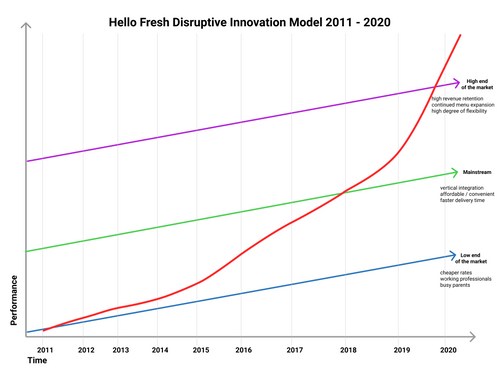 Hello Fresh Disruptive Innovation Model 2011 - 2020
High end
of the market
high revenue retention
continued menu expansion
high degree of flexibility
Mainstream
vertical integration
affordable / convenient
faster delivery time
Low end
of the market
cheaper rates
working professionals
busy parents
Performance
2011 2012 2013 2014 2015 2016 2017 2018 2019 2020
Time